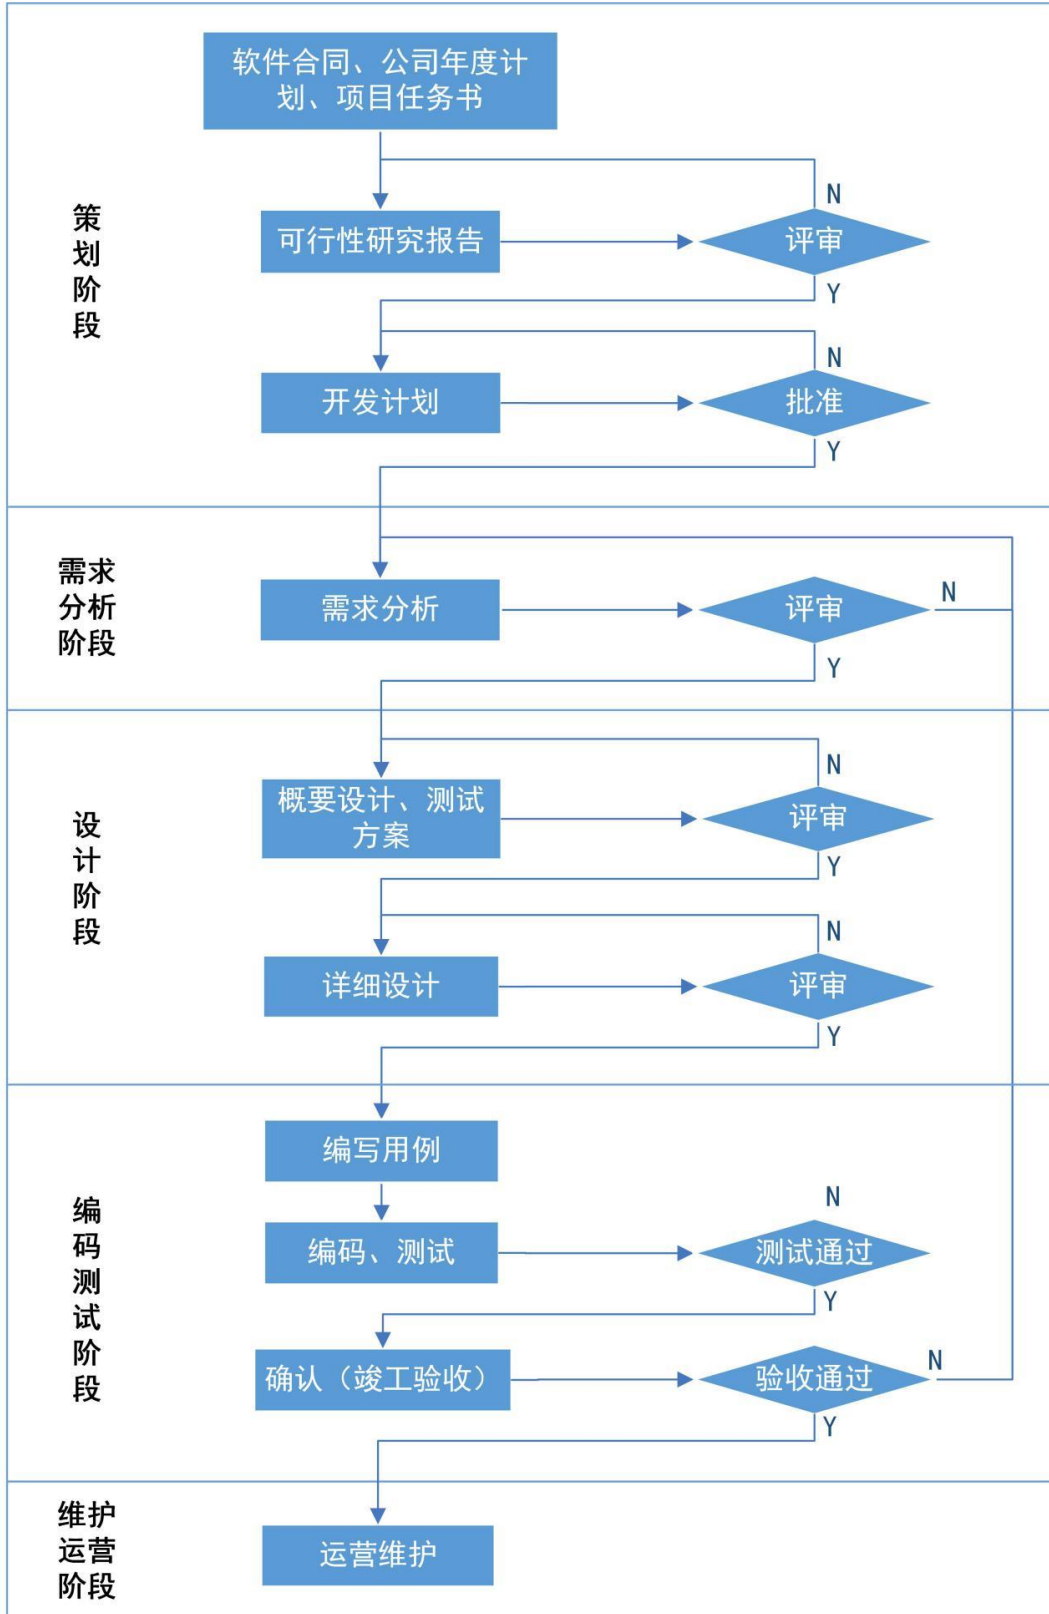 软件合同、公司年度计
划、项目任务书
策
划
阶
段
N
可行性研究报告
评审
Y
N
开发计划
批准
Y
需求
分析
阶段
需求分析
评审
N
Y
设
计
阶
段
N
概要设计、测试
方案
评审
Y
N
详细设计
评审
Y
编
码
测
试
阶
段
编写用例
N
编码、测试
测试通过
Y
确认（竣工验收）
验收通过
N
Y
维护
运营
阶段
运营维护